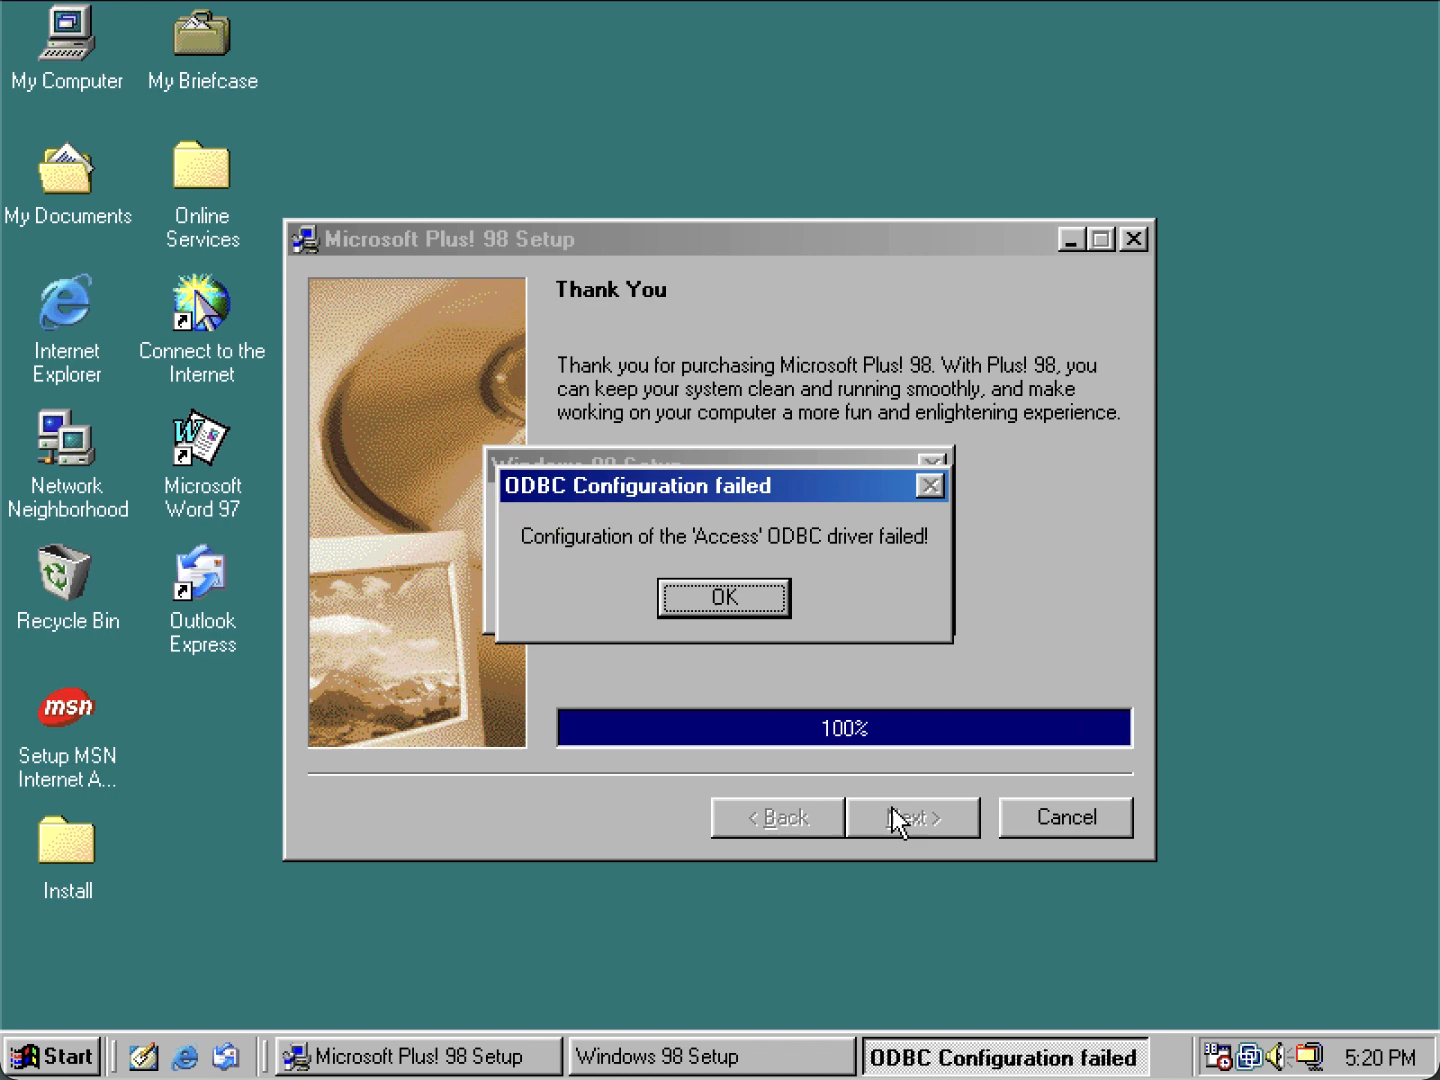 My Computer
My Briefcase
My Documents
Online
Services
Internet
Explorer
Connect to the
Internet
Network
Neighborhood
Microsoft
Word 97
Recycle Bin
Outlook
Express
msn
Setup MSN
Internet A...
Install
Microsoft Plus! 98 Setup
Thank You
Thank you for purchasing Microsoft Plus! 98. With Plus! 98, you
can keep your system clean and running smoothly, and make
working on your computer a more fun and enlightening experience.
Windows 98 Setup
ODBC Configuration failed
Configuration of the 'Access' ODBC driver failed!
OK
100%
< Back
Next >
Cancel
Start
Microsoft Plus! 98 Setup
Windows 98 Setup
ODBC Configuration failed
5:20 PM